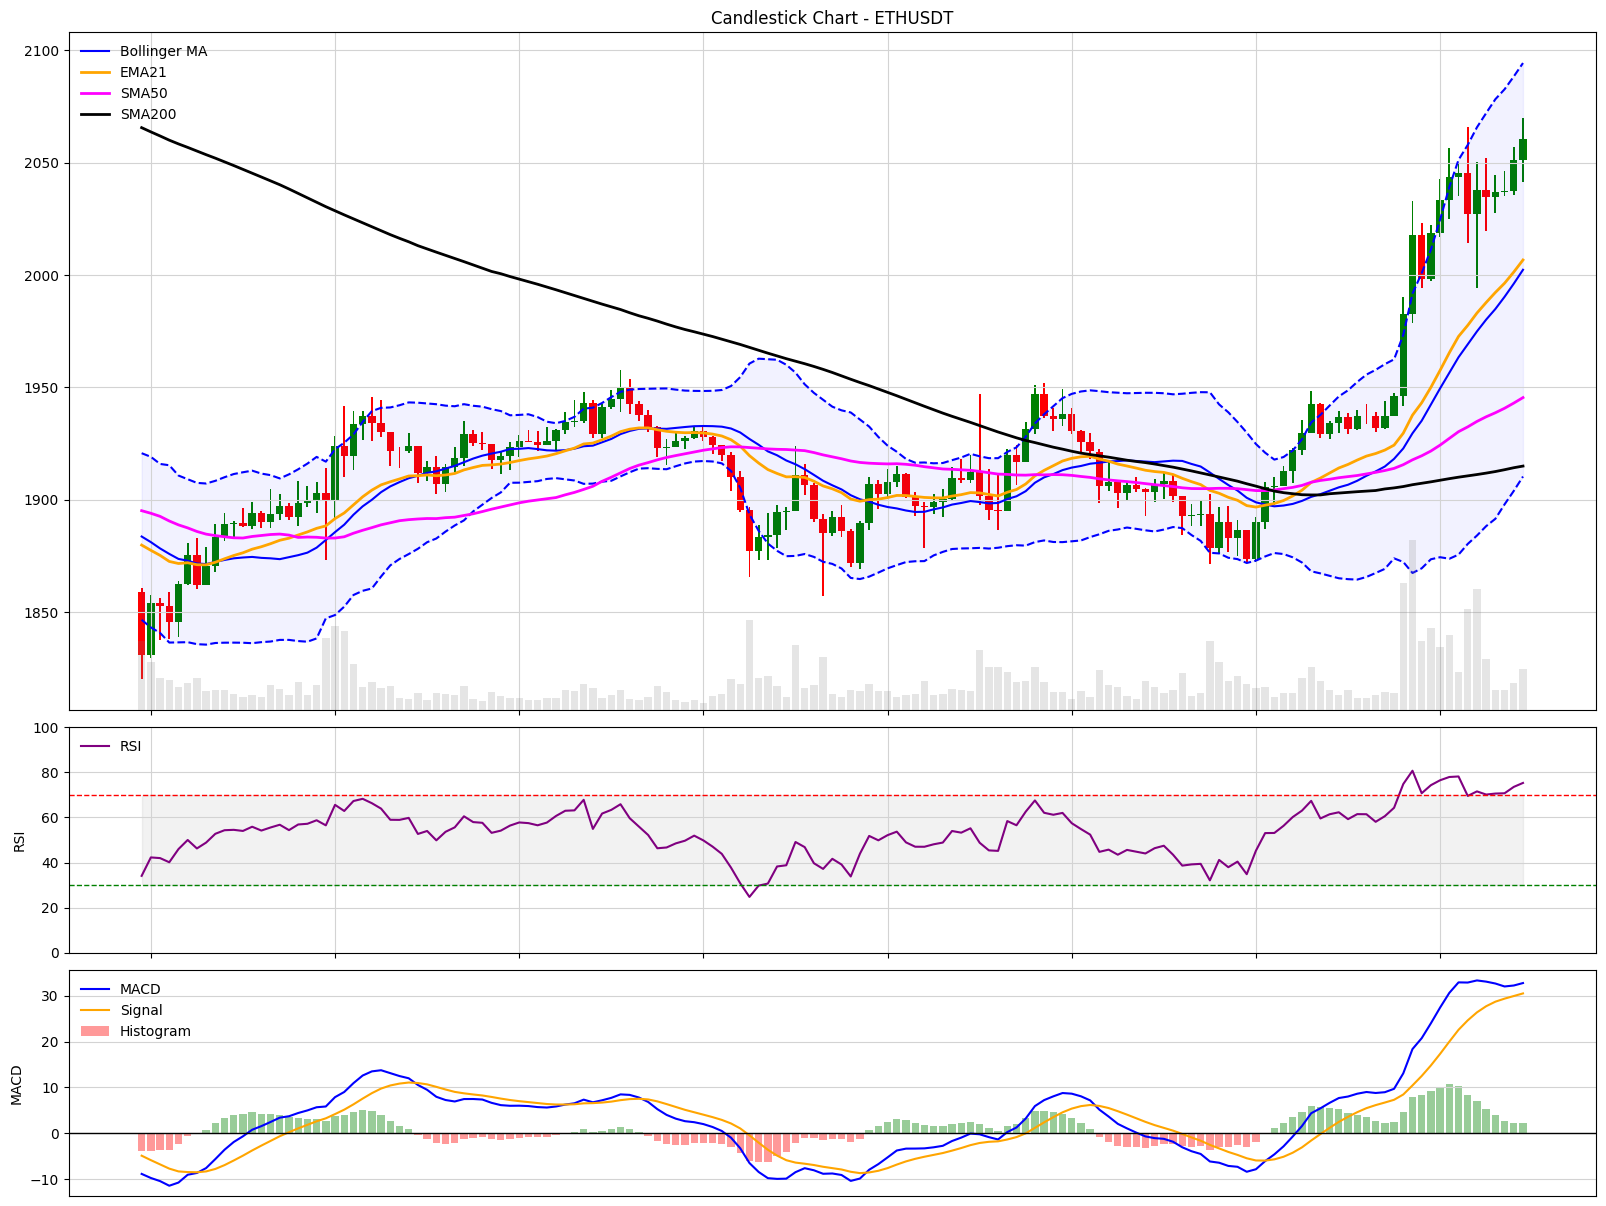 Candlestick Chart - ETHUSDT
2100
2050
2000
1950
1900
1850
Bollinger MA
EMA21
SMA50
SMA200
100
80
60
40
20
0
RSI
RSI
30
20
10
0
−10
MACD
MACD
Signal
Histogram